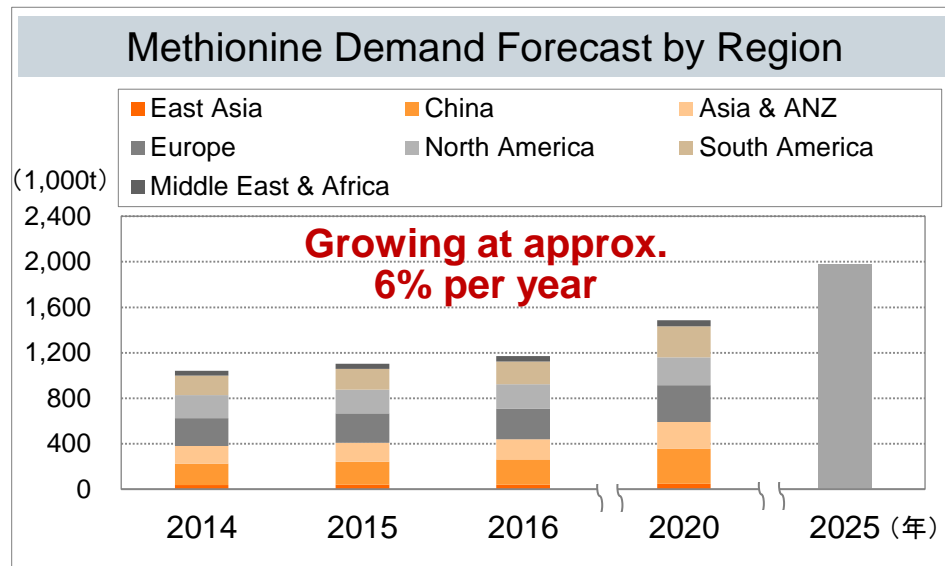 Methionine Demand Forecast by Region
East Asia China Asia & ANZ
Europe North America South America
Middle East & Africa
（1,000t）
2,400
2,000
1,600
1,200
800
400
0
Growing at approx.
6% per year
2014 2015 2016 2020 2025（年）